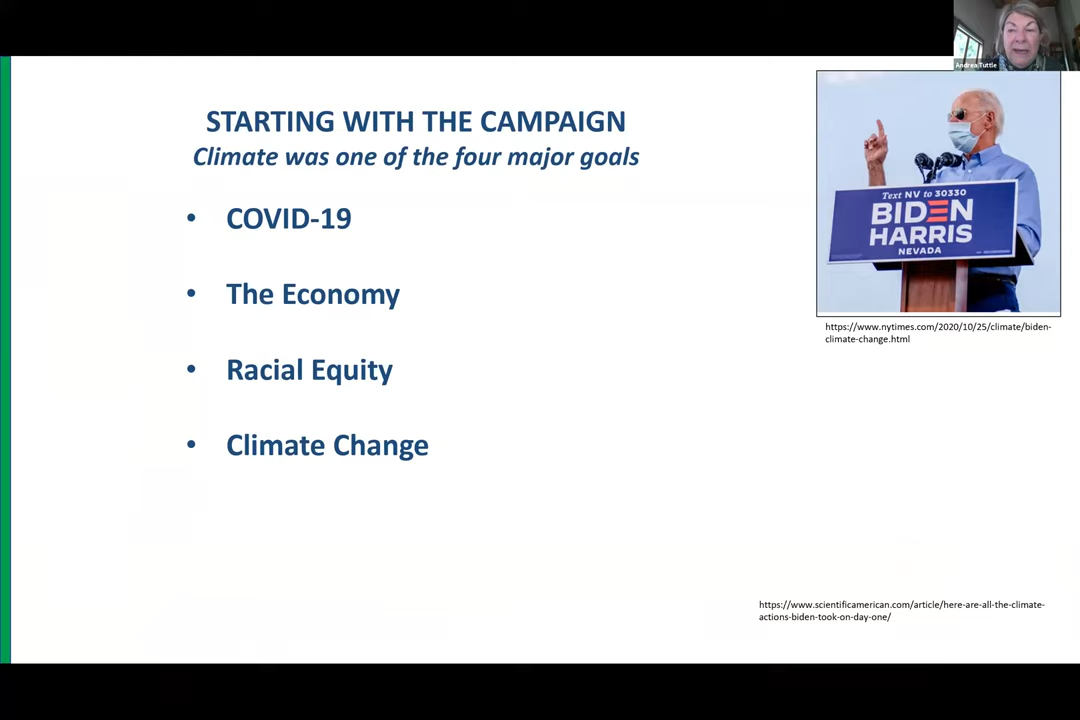 Andrea Tuttle
STARTING WITH THE CAMPAIGN
Climate was one of the four major goals
• COVID-19
• The Economy
• Racial Equity
• Climate Change
Text NV to 30330
BIDEN
HARRIS
NEVADA
https://www.nytimes.com/2020/10/25/climate/biden-
climate-change.html
https://www.scientificamerican.com/article/here-are-all-the-climate-
actions-biden-took-on-day-one/